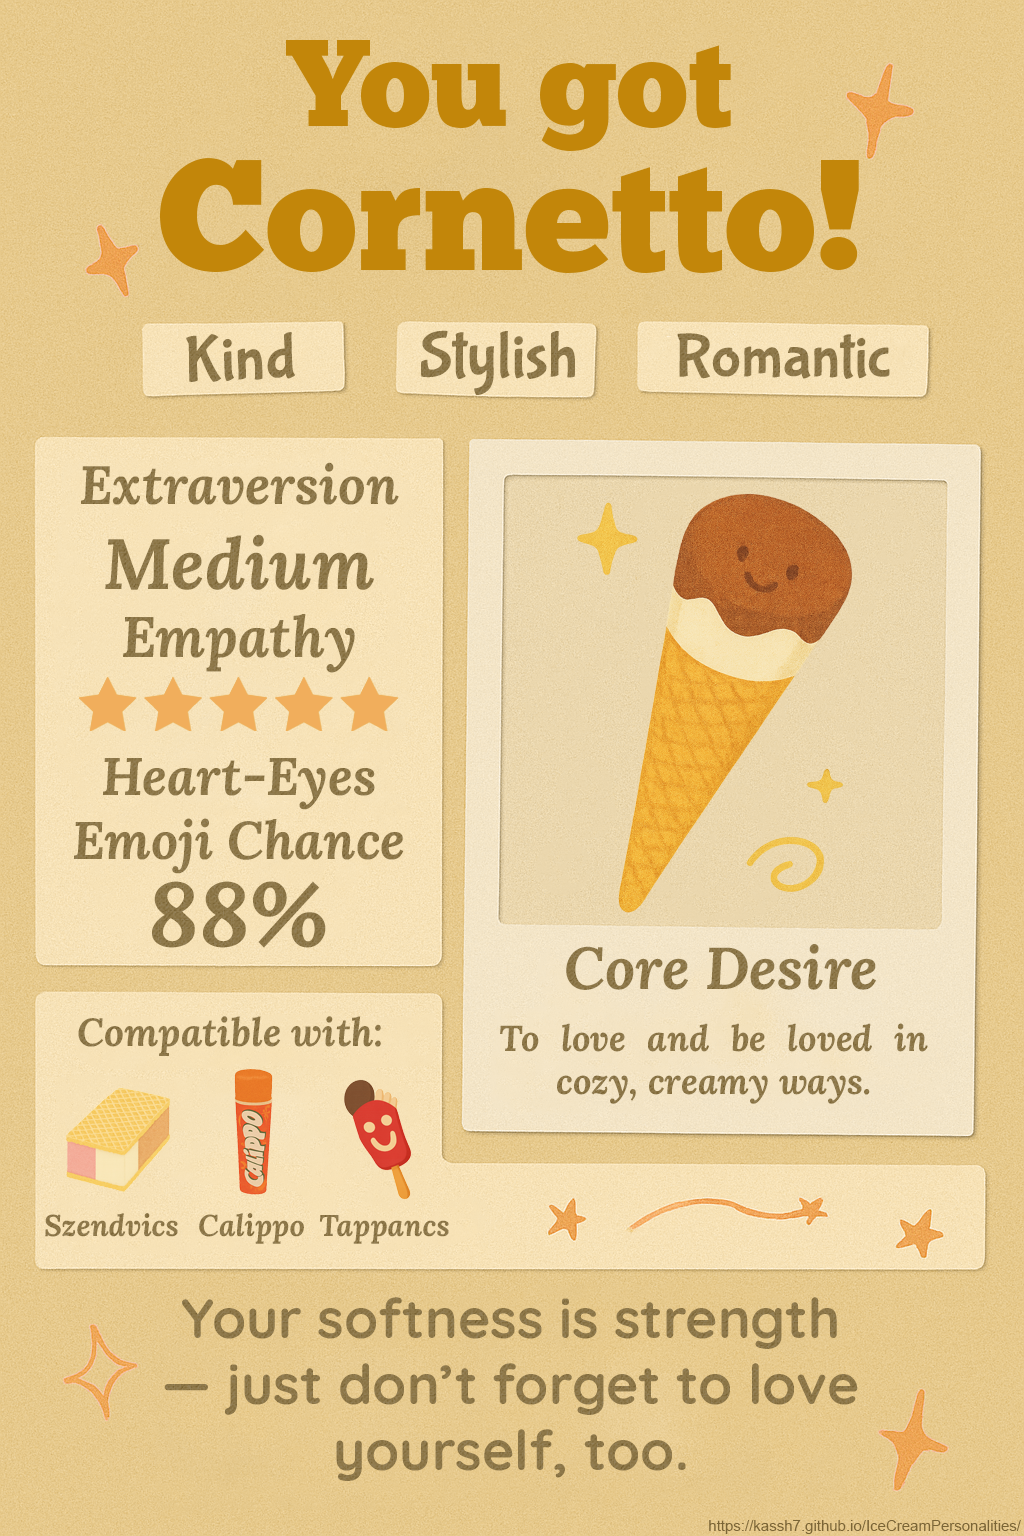 You got
Cornetto!
Kind
Stylish
Romantic
Extraversion
Medium
Empathy
Heart-Eyes
Emoji Chance
88%
Core Desire
To love and be loved in
cozy, creamy ways.
Compatible with:
CALIPPO
Szendvics
Calippo
Tappancs
Your softness is strength
— just don't forget to love
yourself, too.
https://kassh7.github.io/IceCreamPersonalities/